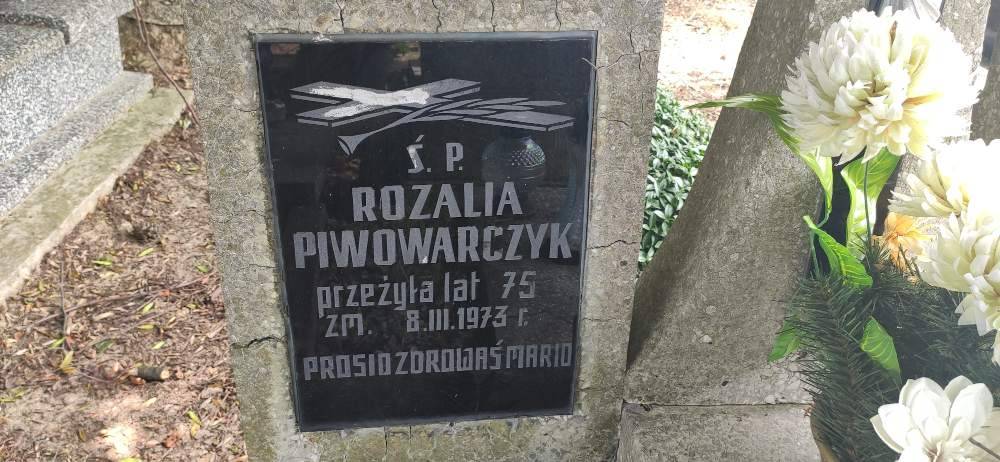 Ś. P.
ROZALIA
PIWOWARCZYK
przeżyła lat 75
zm. 8.III.1973 r.
PROSI O ZDROWAŚ MARIO